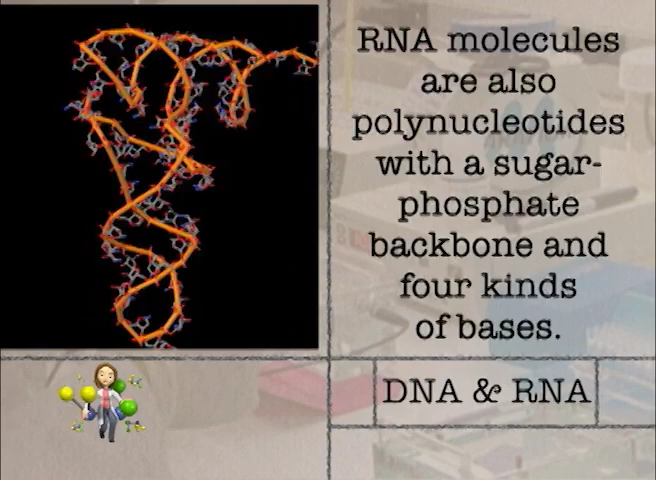 RNA molecules
are also
polynucleotides
with a sugar-
phosphate
backbone and
four kinds
of bases.
DNA & RNA